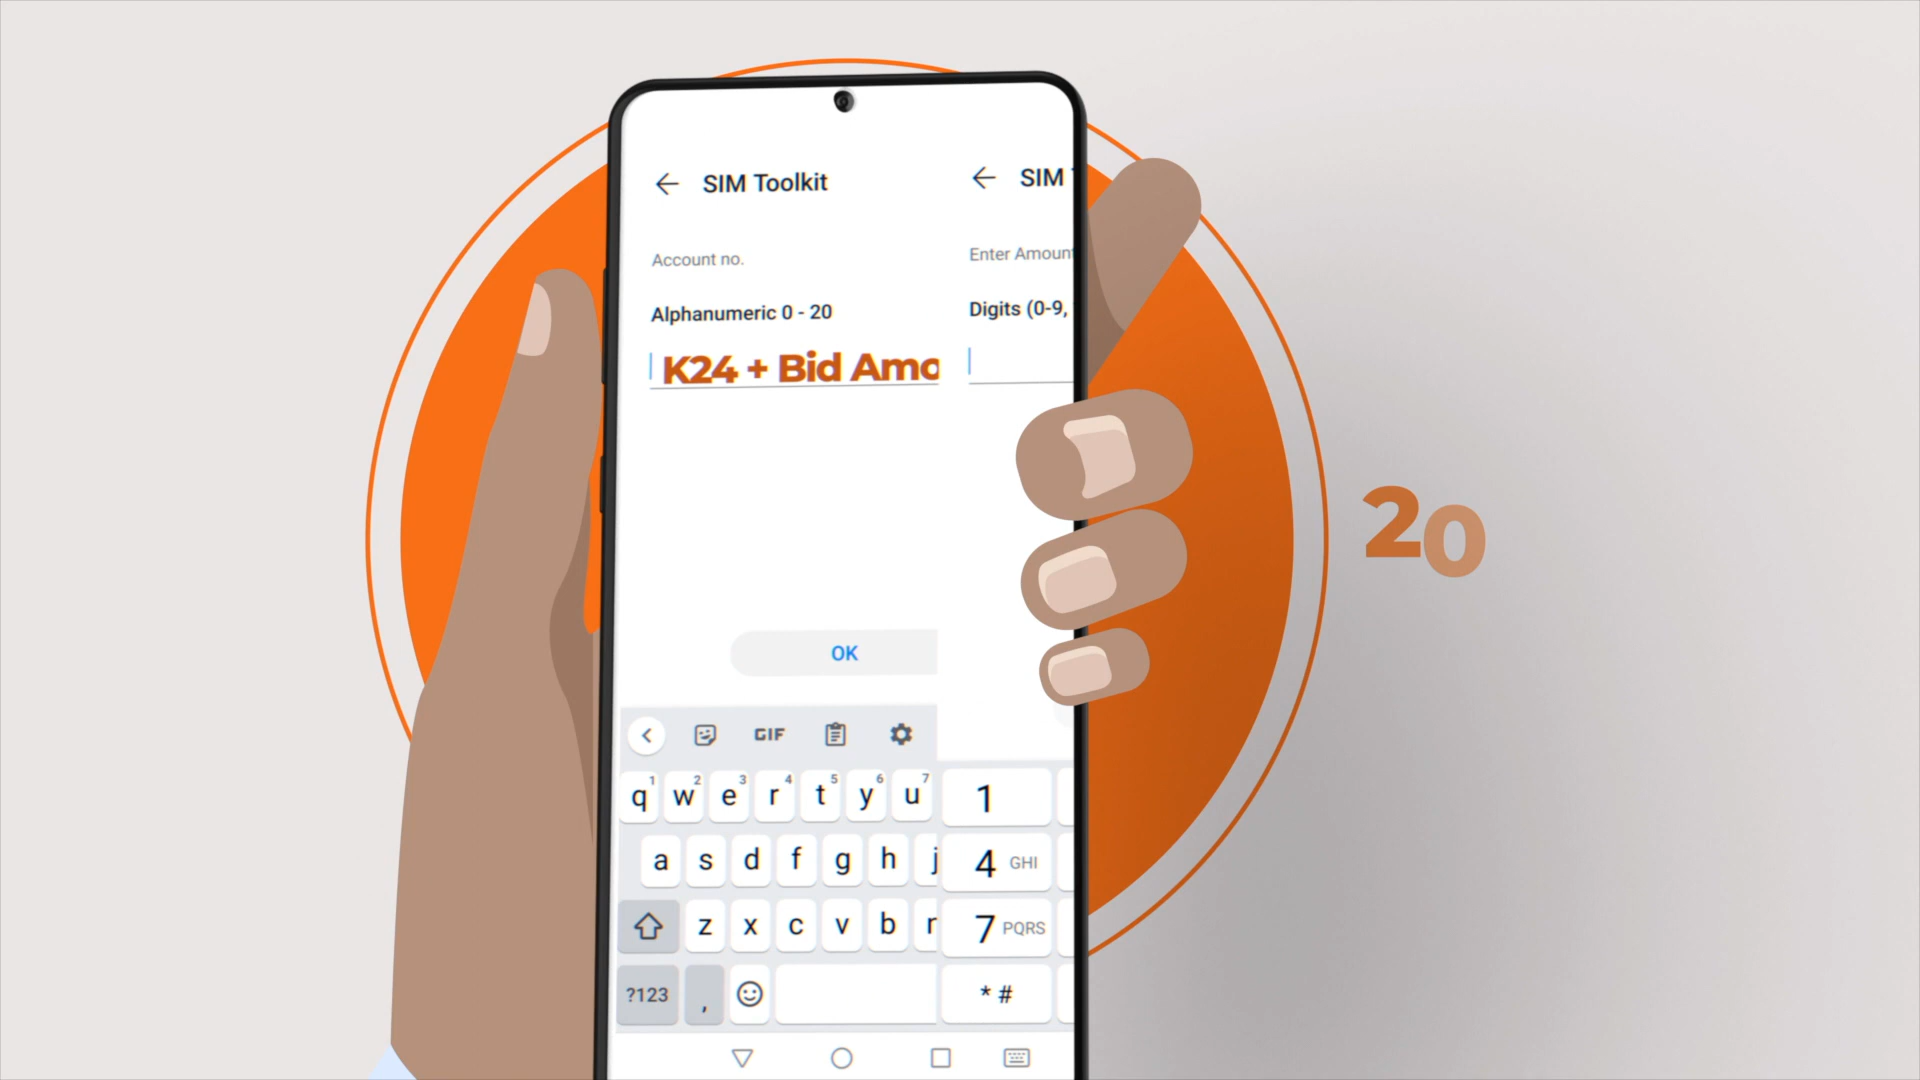 SIM Toolkit
Account no.
Alphanumeric 0 - 20
K24 + Bid Amo
OK
GIF
1 2 3 4 5 6 7
q w e r t y u
a s d f g h j
z x c v b
?123 ,
SIM
Enter Amount
Digits (0-9,
1
4 GHI
7 PQRS
* #
20